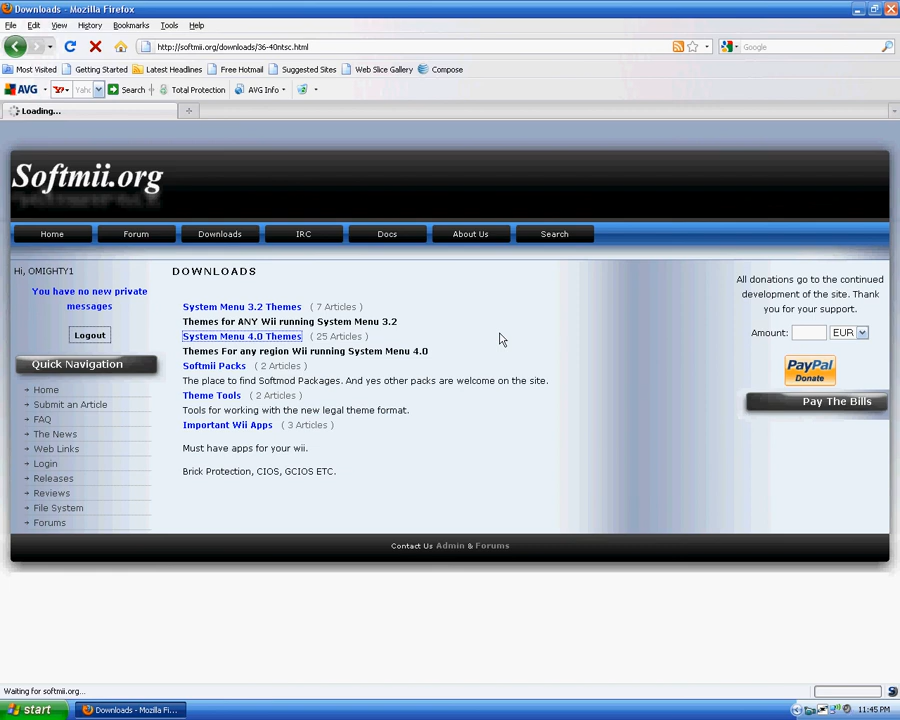 Downloads - Mozilla Firefox
File Edit View History Bookmarks Tools Help
http://softmii.org/downloads/36-40ntsc.html
Google
Most Visited Getting Started Latest Headlines Free Hotmail Suggested Sites Web Slice Gallery Compose
AVG Y! Yahoo Search Total Protection AVG Info
Loading...
Softmii.org
Home Forum Downloads IRC Docs About Us Search
Hi, OMIGHTY1
You have no new private
messages
Logout
Quick Navigation
Home
Submit an Article
FAQ
The News
Web Links
Login
Releases
Reviews
File System
Forums
DOWNLOADS
System Menu 3.2 Themes ( 7 Articles )
Themes for ANY Wii running System Menu 3.2
System Menu 4.0 Themes ( 25 Articles )
Themes For any region Wii running System Menu 4.0
Softmii Packs ( 2 Articles )
The place to find Softmod Packages. And yes other packs are welcome on the site.
Theme Tools ( 2 Articles )
Tools for working with the new legal theme format.
Important Wii Apps ( 3 Articles )
Must have apps for your wii.
Brick Protection, CIOS, GCIOS ETC.
All donations go to the continued
development of the site. Thank
you for your support.
Amount: EUR
PayPal
Donate
Pay The Bills
Contact Us Admin & Forums
Waiting for softmii.org...
start Downloads - Mozilla Fi... 11:45 PM